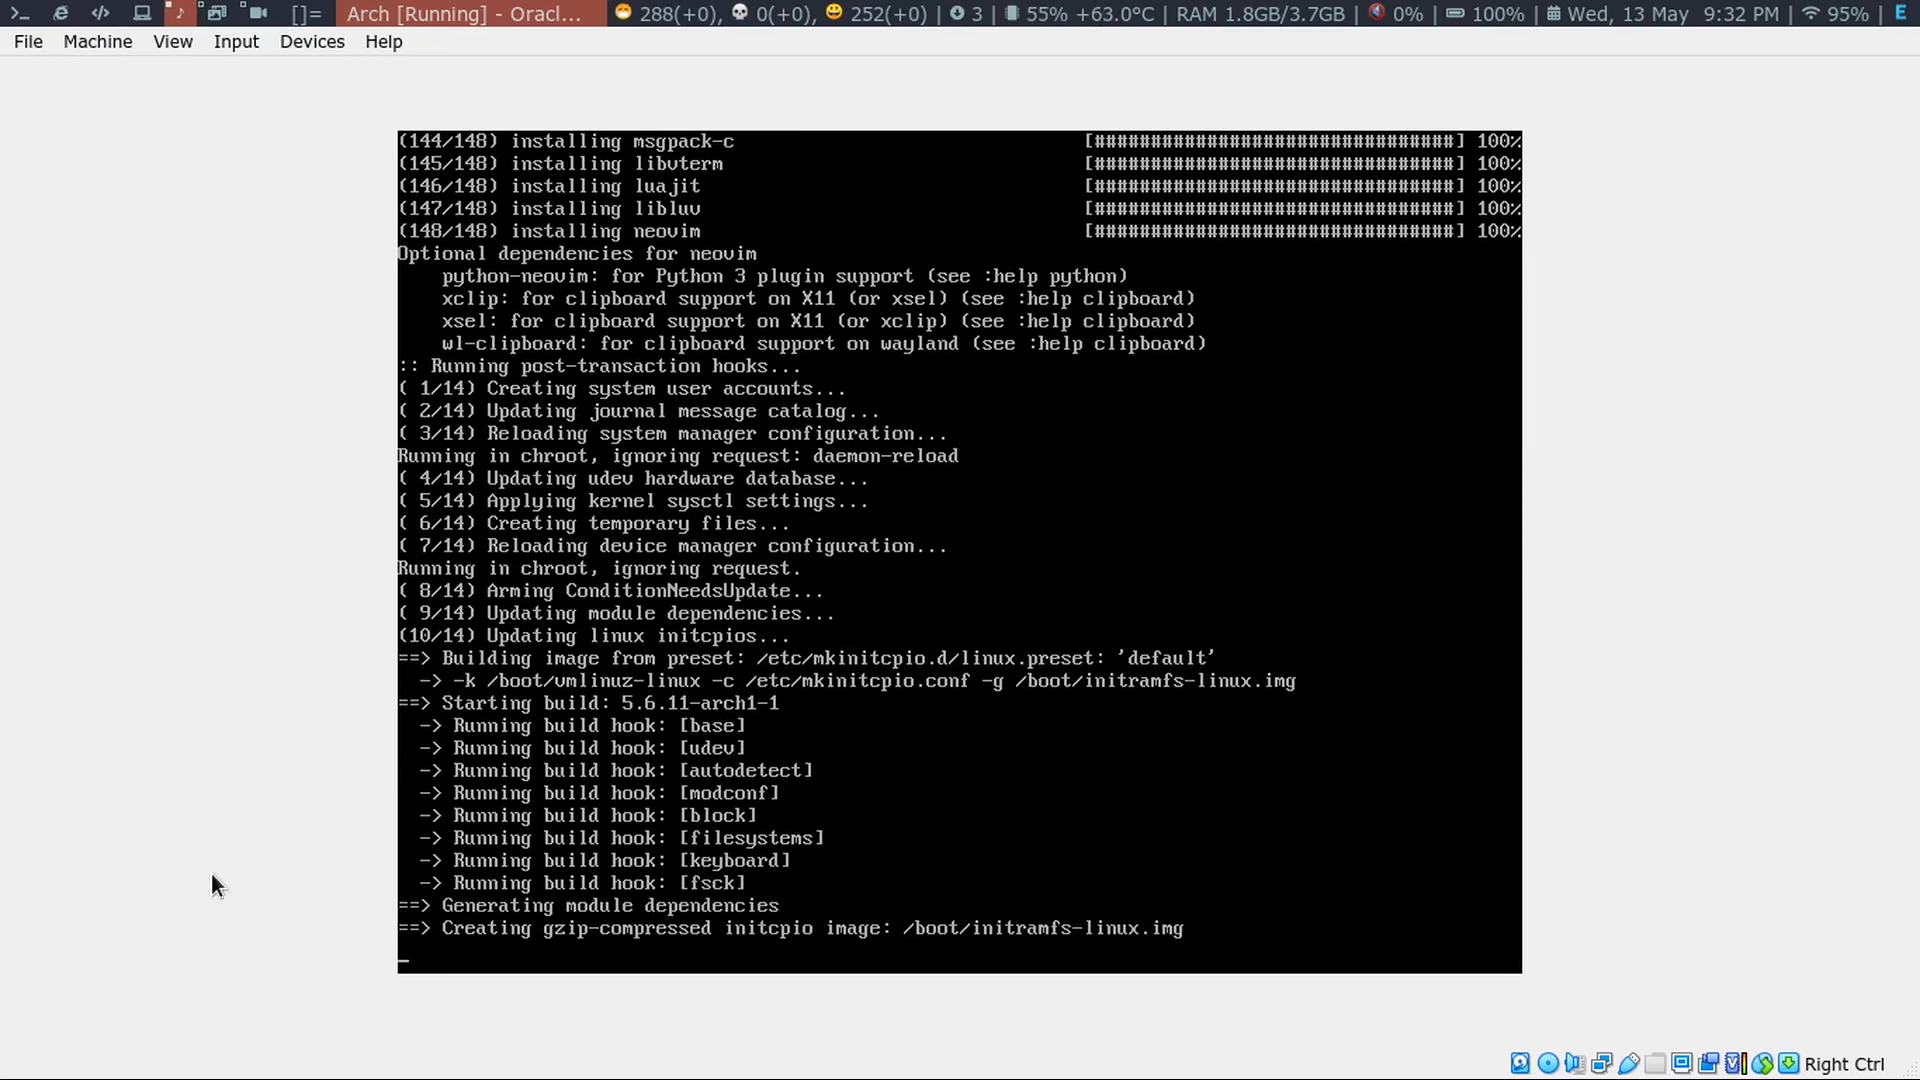 []= Arch [Running] - Oracl... 288(+0), 0(+0), 252(+0) | 3 | 55% +63.0°C | RAM 1.8GB/3.7GB | 0% | 100% | Wed, 13 May 9:32 PM | 95% | E
File Machine View Input Devices Help
(144/148) installing msgpack-c [################################] 100%
(145/148) installing libvterm [################################] 100%
(146/148) installing luajit [################################] 100%
(147/148) installing libluv [################################] 100%
(148/148) installing neovim [################################] 100%
Optional dependencies for neovim
python-neovim: for Python 3 plugin support (see :help python)
xclip: for clipboard support on X11 (or xsel) (see :help clipboard)
xsel: for clipboard support on X11 (or xclip) (see :help clipboard)
wl-clipboard: for clipboard support on wayland (see :help clipboard)
:: Running post-transaction hooks...
( 1/14) Creating system user accounts...
( 2/14) Updating journal message catalog...
( 3/14) Reloading system manager configuration...
Running in chroot, ignoring request: daemon-reload
( 4/14) Updating udev hardware database...
( 5/14) Applying kernel sysctl settings...
( 6/14) Creating temporary files...
( 7/14) Reloading device manager configuration...
Running in chroot, ignoring request.
( 8/14) Arming ConditionNeedsUpdate...
( 9/14) Updating module dependencies...
(10/14) Updating linux initcpios...
==> Building image from preset: /etc/mkinitcpio.d/linux.preset: 'default'
-> -k /boot/vmlinuz-linux -c /etc/mkinitcpio.conf -g /boot/initramfs-linux.img
==> Starting build: 5.6.11-arch1-1
-> Running build hook: [base]
-> Running build hook: [udev]
-> Running build hook: [autodetect]
-> Running build hook: [modconf]
-> Running build hook: [block]
-> Running build hook: [filesystems]
-> Running build hook: [keyboard]
-> Running build hook: [fsck]
==> Generating module dependencies
==> Creating gzip-compressed initcpio image: /boot/initramfs-linux.img
_
Right Ctrl